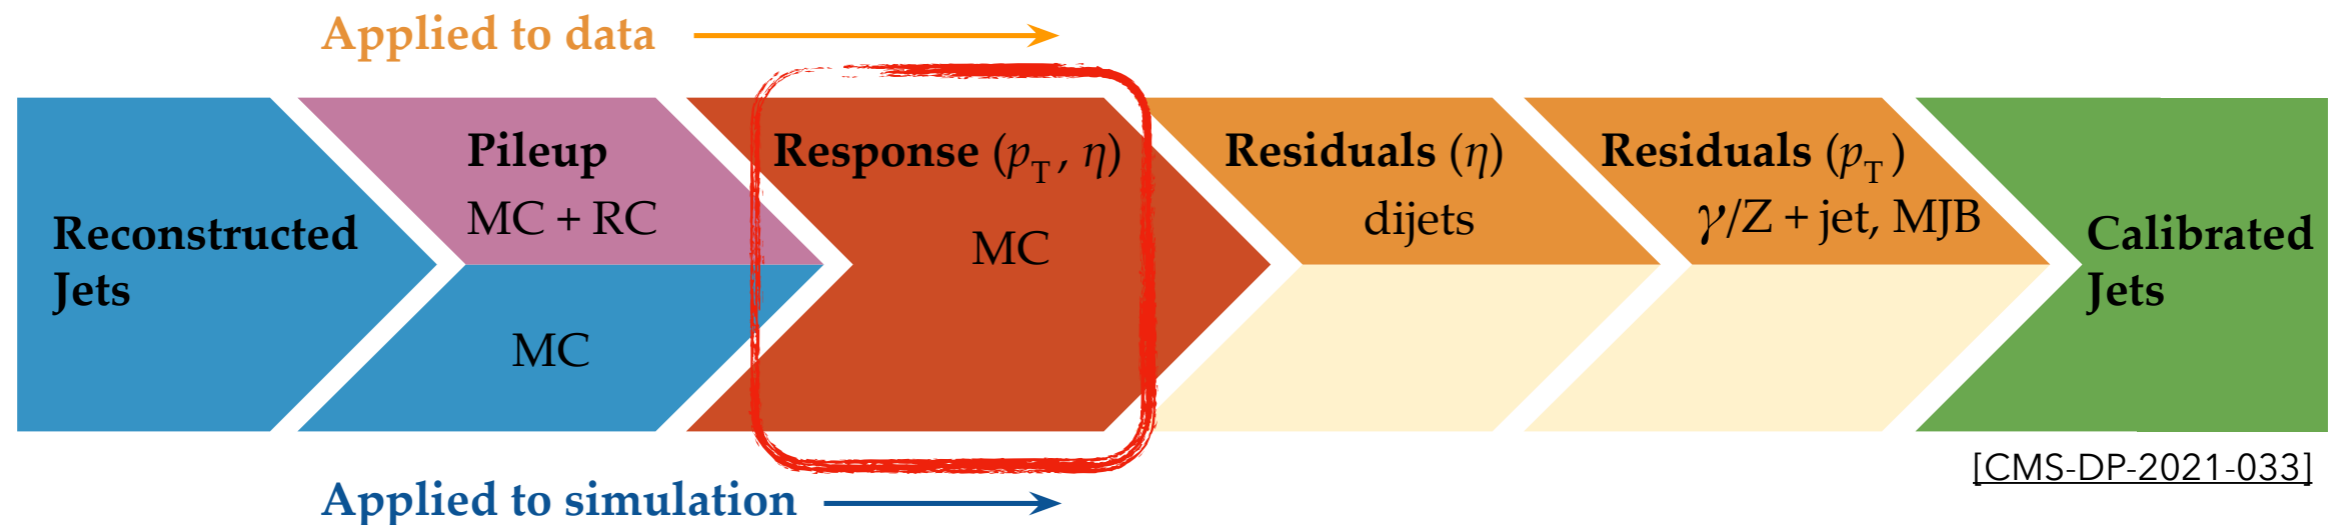 Applied to data
Reconstructed
Jets
Pileup
MC + RC
MC
Response (pT, η)
MC
Residuals (η)
dijets
Residuals (pT)
γ/Z + jet, MJB
Calibrated
Jets
[CMS-DP-2021-033]
Applied to simulation